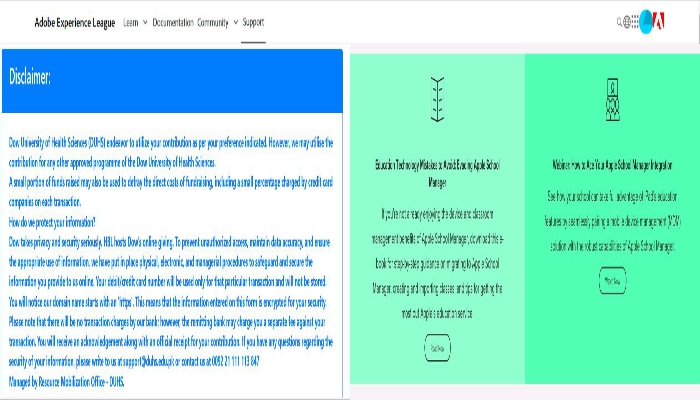 Adobe Experience League
Learn Documentation Community Support
Disclaimer:
Dow University of Health Sciences (DUHS) endeavor to utilize your contribution as per your preference indicated. However, we may utilise the
contribution for any other approved programme of the Dow University of Health Sciences.
A small portion of funds raised may also be used to defray the direct costs of fundraising, including a small percentage charged by credit card
companies on each transaction.
How do we protect your information?
Dow takes privacy and security seriously. HBL hosts Dow's online giving. To prevent unauthorized access, maintain data accuracy, and ensure
the appropriate use of information, we have put in place physical, electronic, and managerial procedures to safeguard and secure the
information you provide to us online. Your debit/credit card number will be used only for that particular transaction and will not be stored.
You will notice our domain name starts with an "https". This means that the information entered on this form is encrypted for your security.
Please note that there will be no transaction charges by our bank; however, the remitting bank may charge you a separate fee against your
transaction. You will receive an acknowledgement along with an official receipt for your contribution. If you have any questions regarding the
security of your information, please write to us at support@duhs.edu.pk or contact us at 0092 21 111 113 847
Managed by Resource Mobilization Office - DUHS.
Education Technology Mistakes to Avoid Evading Apple School
Manager
If you're not already enjoying the device and classroom
management benefits of Apple School Manager, download this e-
book for step-by-step guidance on migrating to Apple School
Manager, creating and importing classes, and tips for getting the
most out Apple's education service.
Read Now
Webinar: How to Ace Your Apple School Manager Integration
See how your school can take full advantage of iPad's education
features by seamlessly pairing a mobile device management (MDM)
solution with the robust capabilities of Apple School Manager.
Watch Now